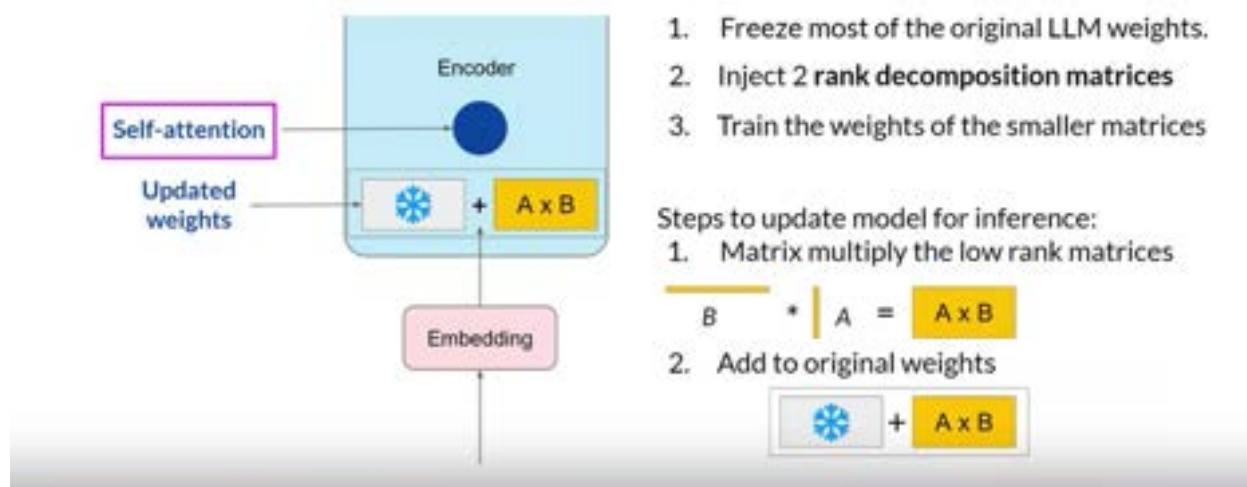 Encoder
Self-attention
Updated
weights
+ A x B
Embedding
1. Freeze most of the original LLM weights.
2. Inject 2 rank decomposition matrices
3. Train the weights of the smaller matrices
Steps to update model for inference:
1. Matrix multiply the low rank matrices
B * A = A x B
2. Add to original weights
+ A x B